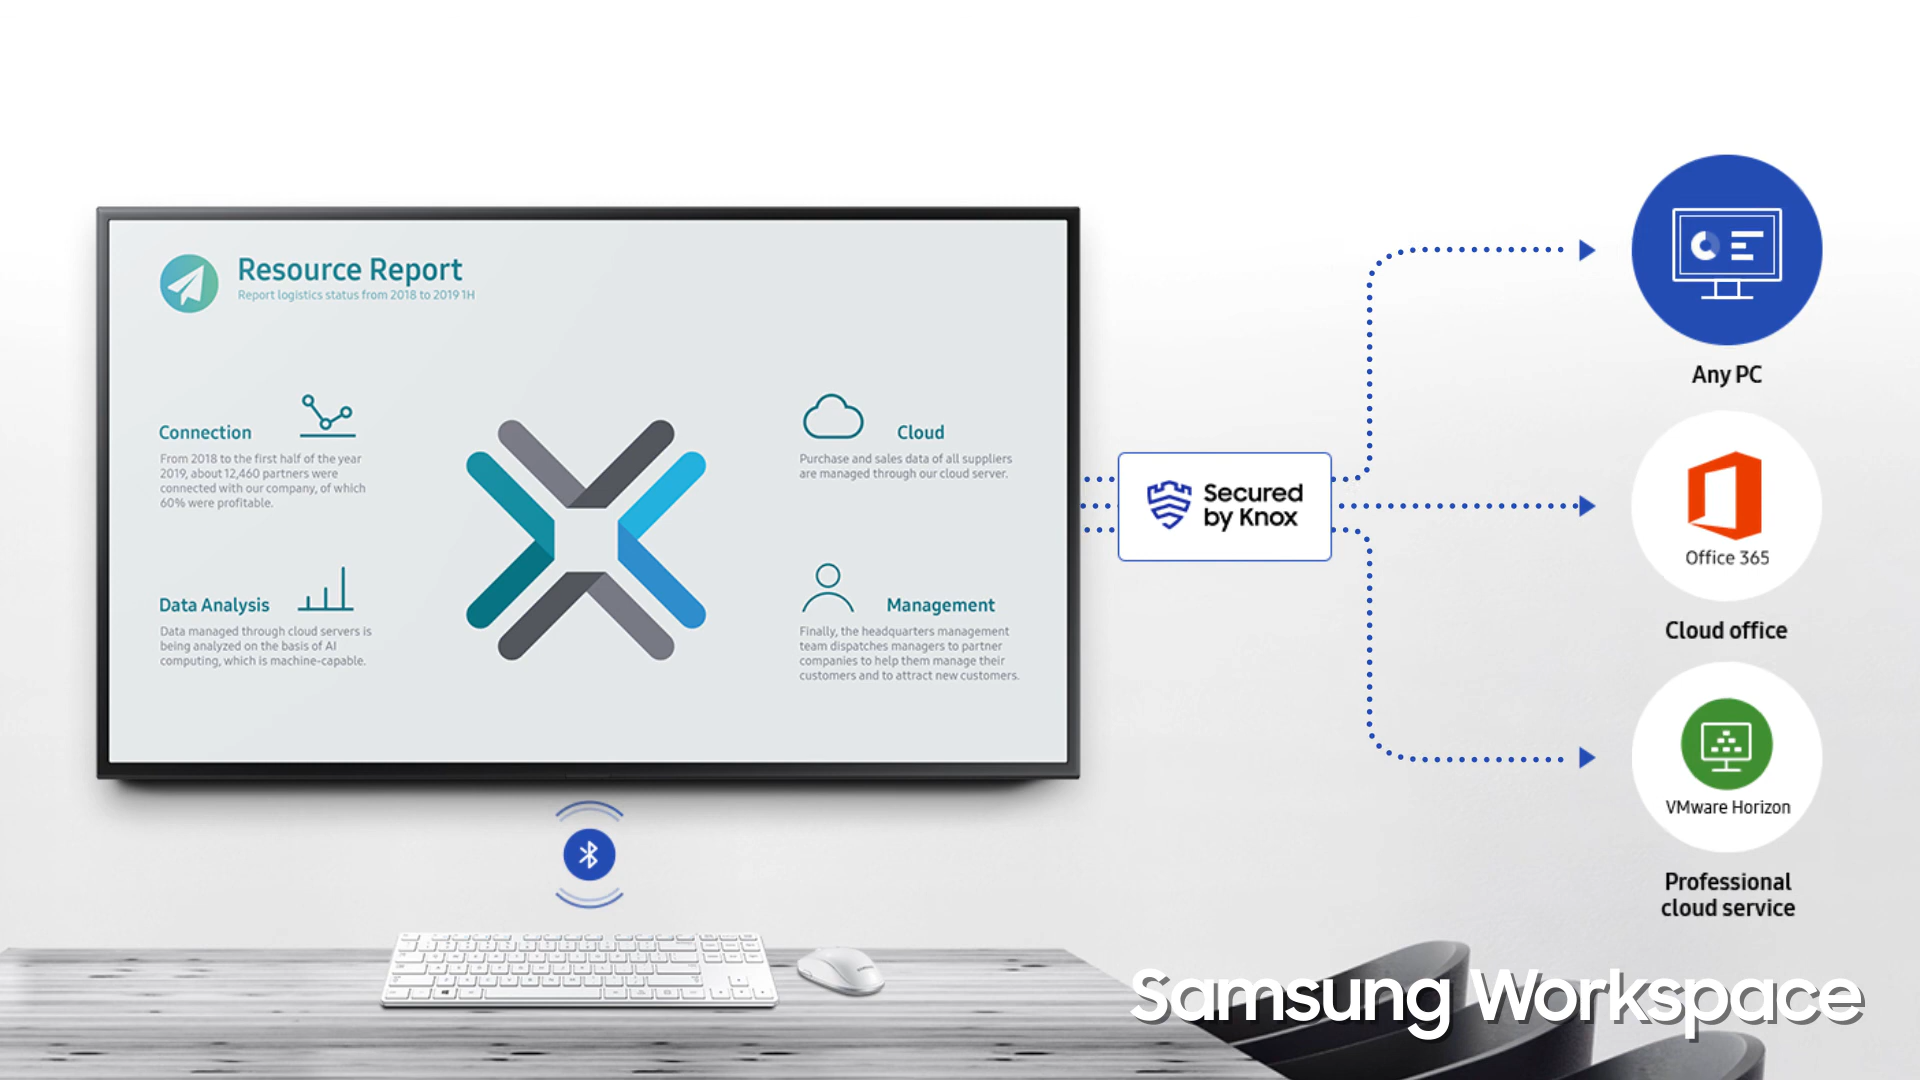 Resource Report
Report logistics status from 2018 to 2019 1H
Connection
From 2018 to the first half of the year
2019, about 12,460 partners were
connected with our company, of which
60% were profitable.
Data Analysis
Data managed through cloud servers is
being analyzed on the basis of AI
computing, which is machine-capable.
Cloud
Purchase and sales data of all suppliers
are managed through our cloud server.
Management
Finally, the headquarters management
team dispatches managers to partner
companies to help them manage their
customers and to attract new customers.
Secured
by Knox
Any PC
Office 365
Cloud office
VMware Horizon
Professional
cloud service
Samsung Workspace